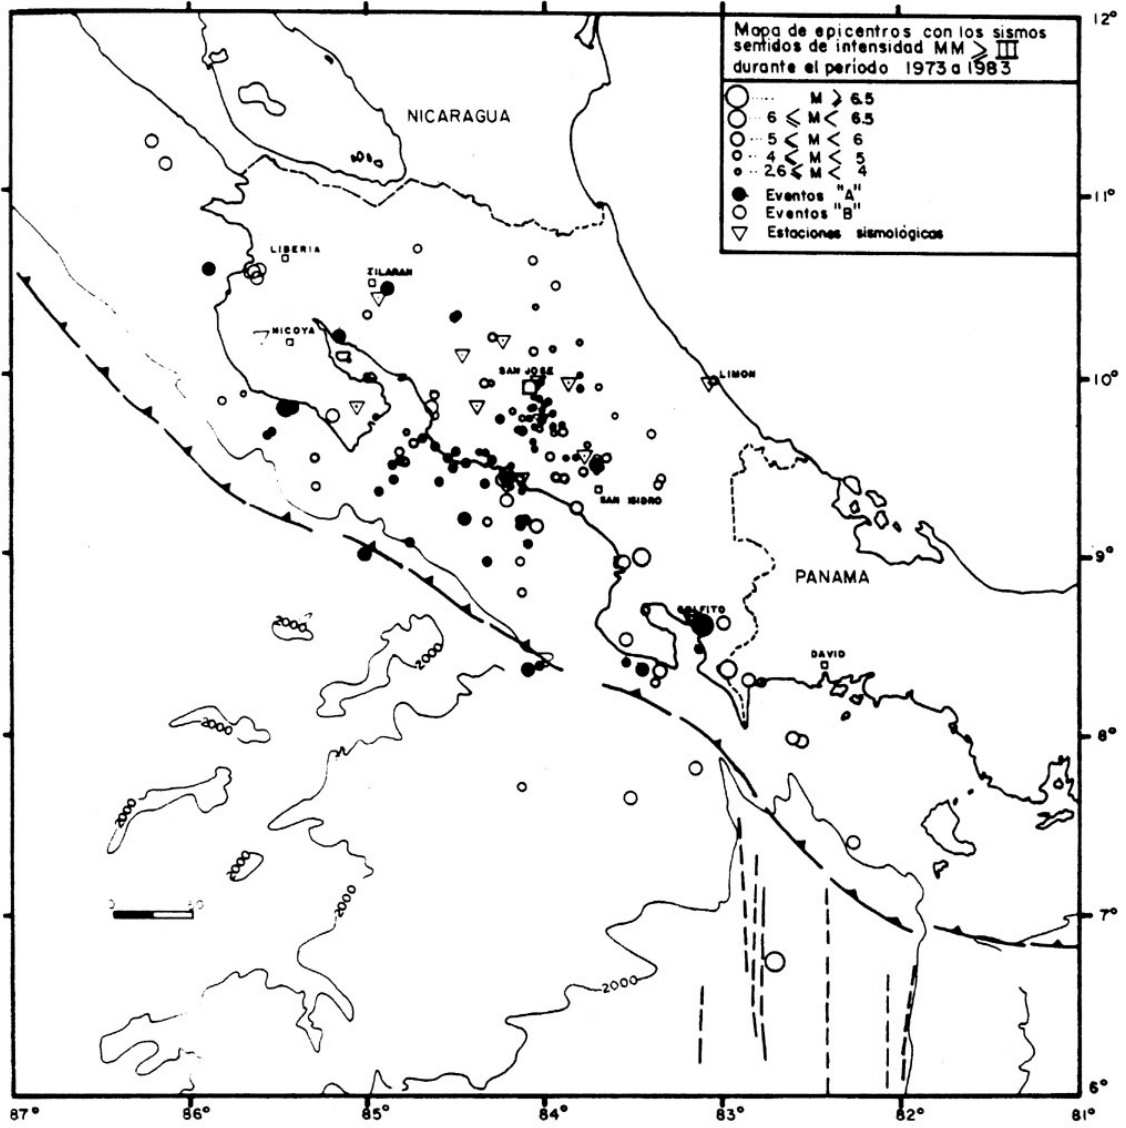 Mapa de epicentros con los sismos
sentidos de intensidad MM ≥ III
durante el período 1973 a 1983
M ≥ 6.5
6 ≤ M < 6.5
5 ≤ M < 6
4 ≤ M < 5
2.6 ≤ M < 4
Eventos "A"
Eventos "B"
Estaciones sismológicas
12°
NICARAGUA
11°
LIBERIA
NICOYA
SAN JOSE
LIMON
10°
SAN ISIDRO
9°
PANAMA
GOLFITO
DAVID
2000
2000
2000
8°
2000
2000
2000
7°
2000
6°
87°
86°
85°
84°
83°
82°
81°